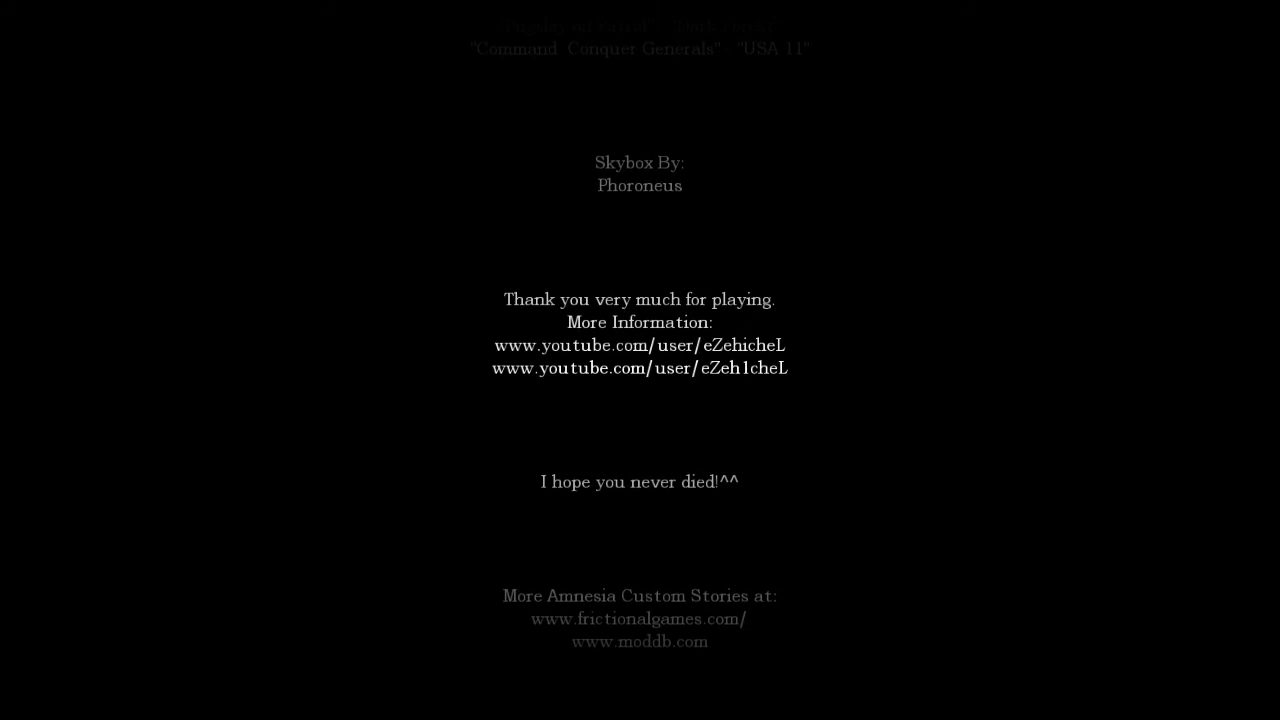 "Command Conquer Generals" "USA 11"
Skybox By:
Phoroneus
Thank you very much for playing.
More Information:
www.youtube.com/user/eZehicheL
www.youtube.com/user/eZeh1cheL
I hope you never died!^^
More Amnesia Custom Stories at:
www.frictionalgames.com/
www.moddb.com